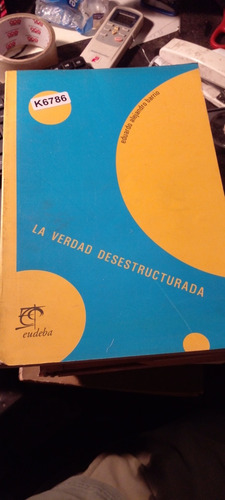 K6786
eduardo alejandro barrio
LA VERDAD DESESTRUCTURADA
eudeba